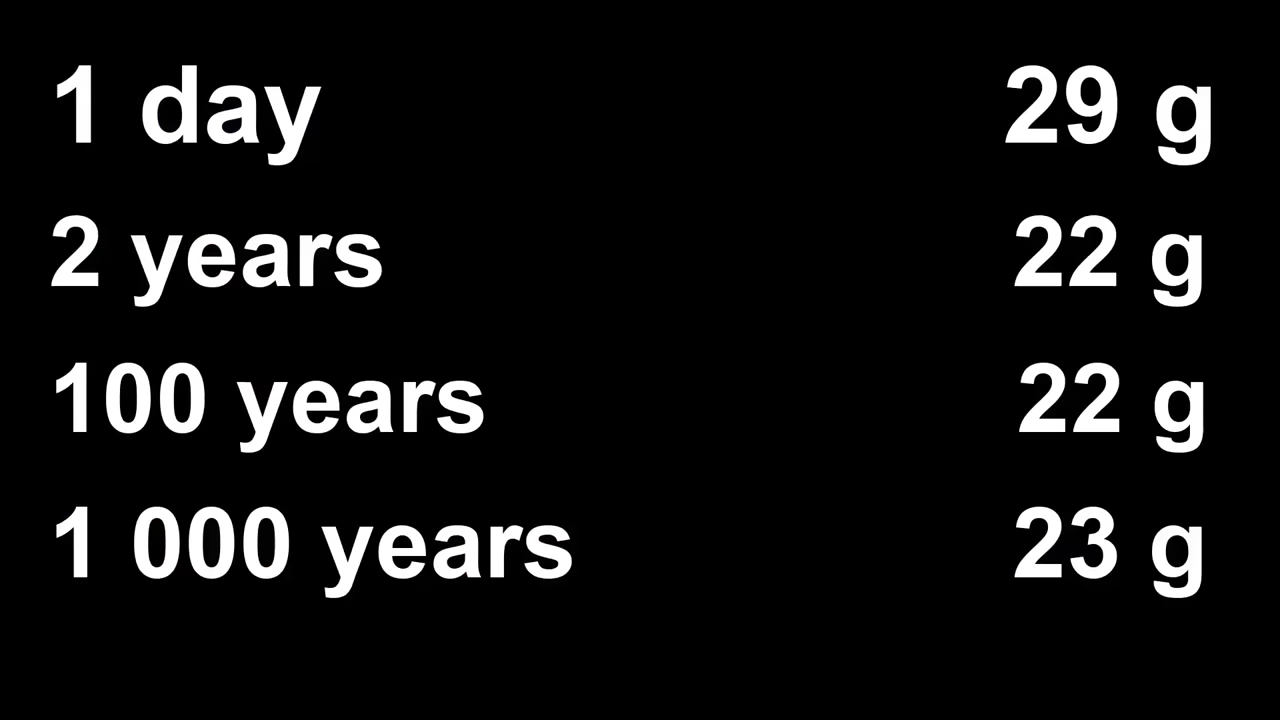 1 day 29 g
2 years 22 g
100 years 22 g
1 000 years 23 g